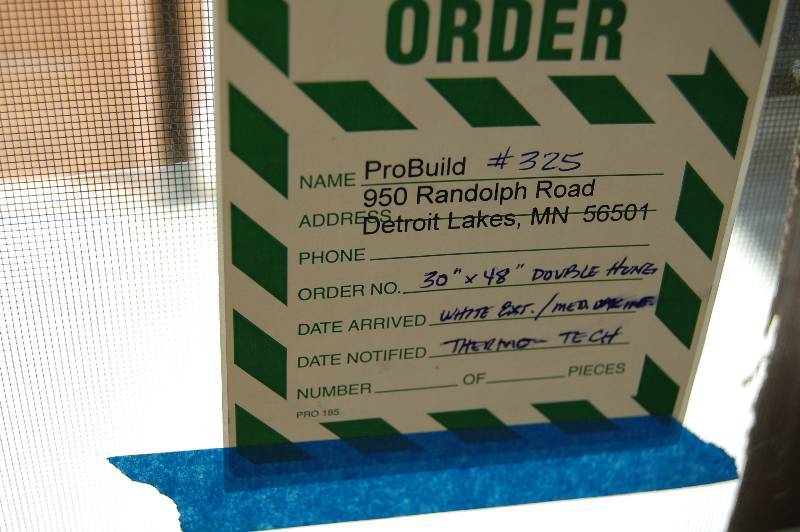 ORDER
NAME ProBuild #325
950 Randolph Road
ADDRESS
Detroit Lakes, MN 56501
PHONE
ORDER NO. 30" x 48" DOUBLE HUNG
DATE ARRIVED WHITE EXT. /
DATE NOTIFIED THERMO-TECH
NUMBER OF PIECES
PRO 185